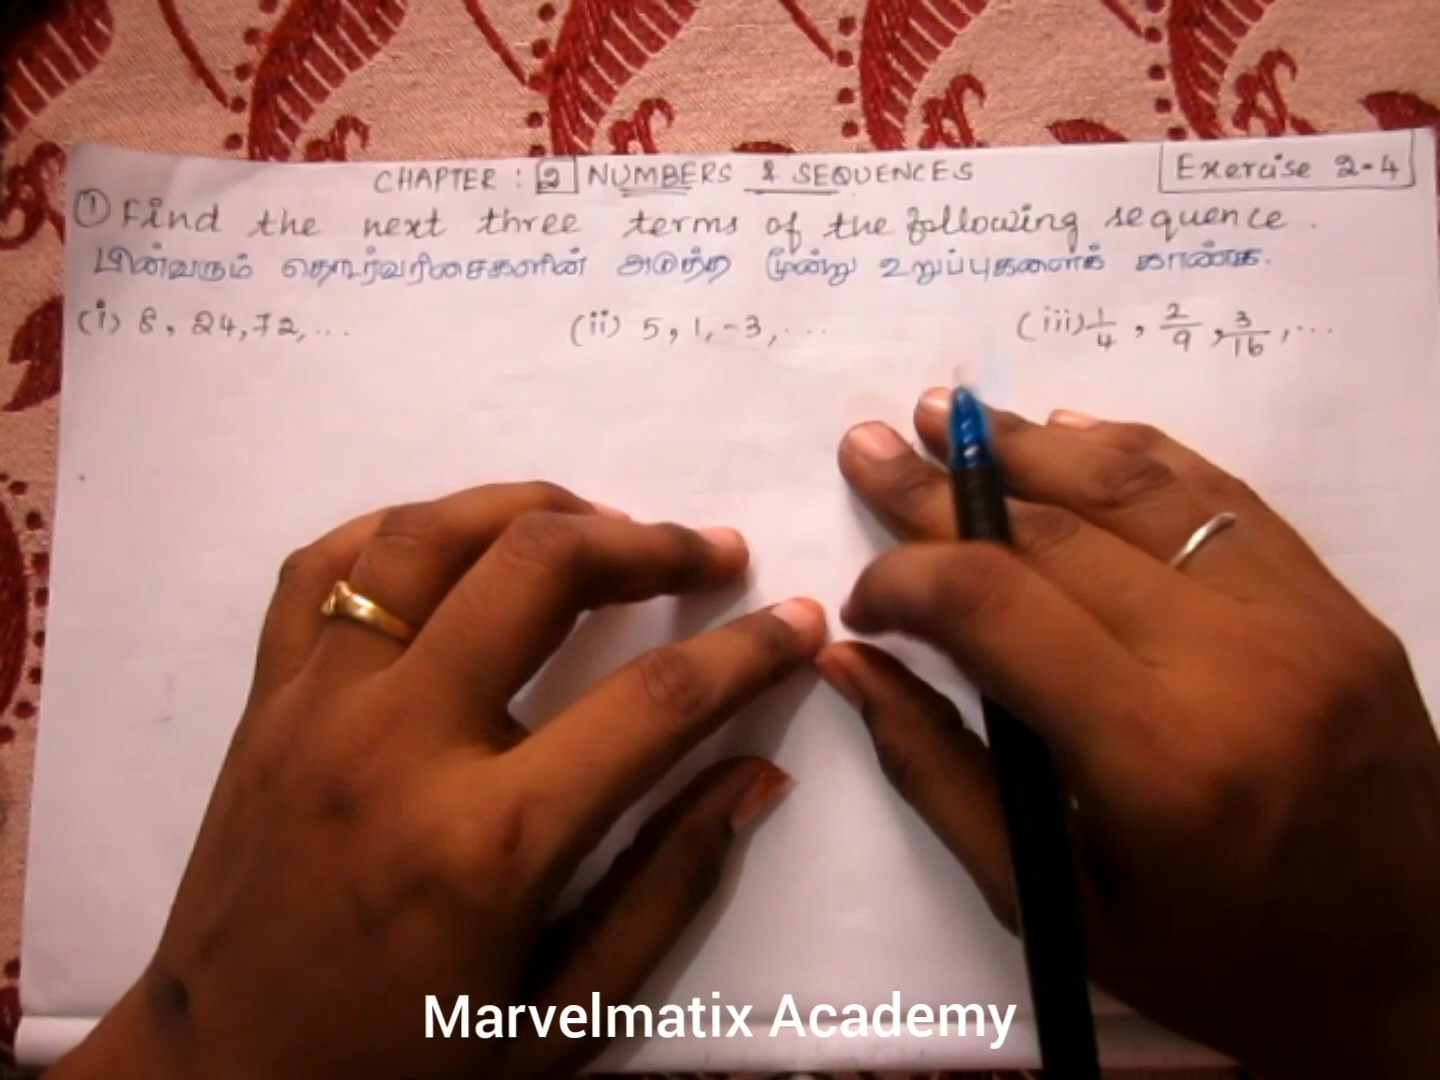 CHAPTER : 2 NUMBERS & SEQUENCES
Exercise 2-4
① Find the next three terms of the following sequence.
பின்வரும் தொடர்வரிசைகளின் அடுத்த மூன்று உறுப்புகளைக் காண்க.
(i) 8, 24, 72, ... (ii) 5, 1, -3, ... (iii) 1/4, 2/9, 3/16, ...
Marvelmatix Academy